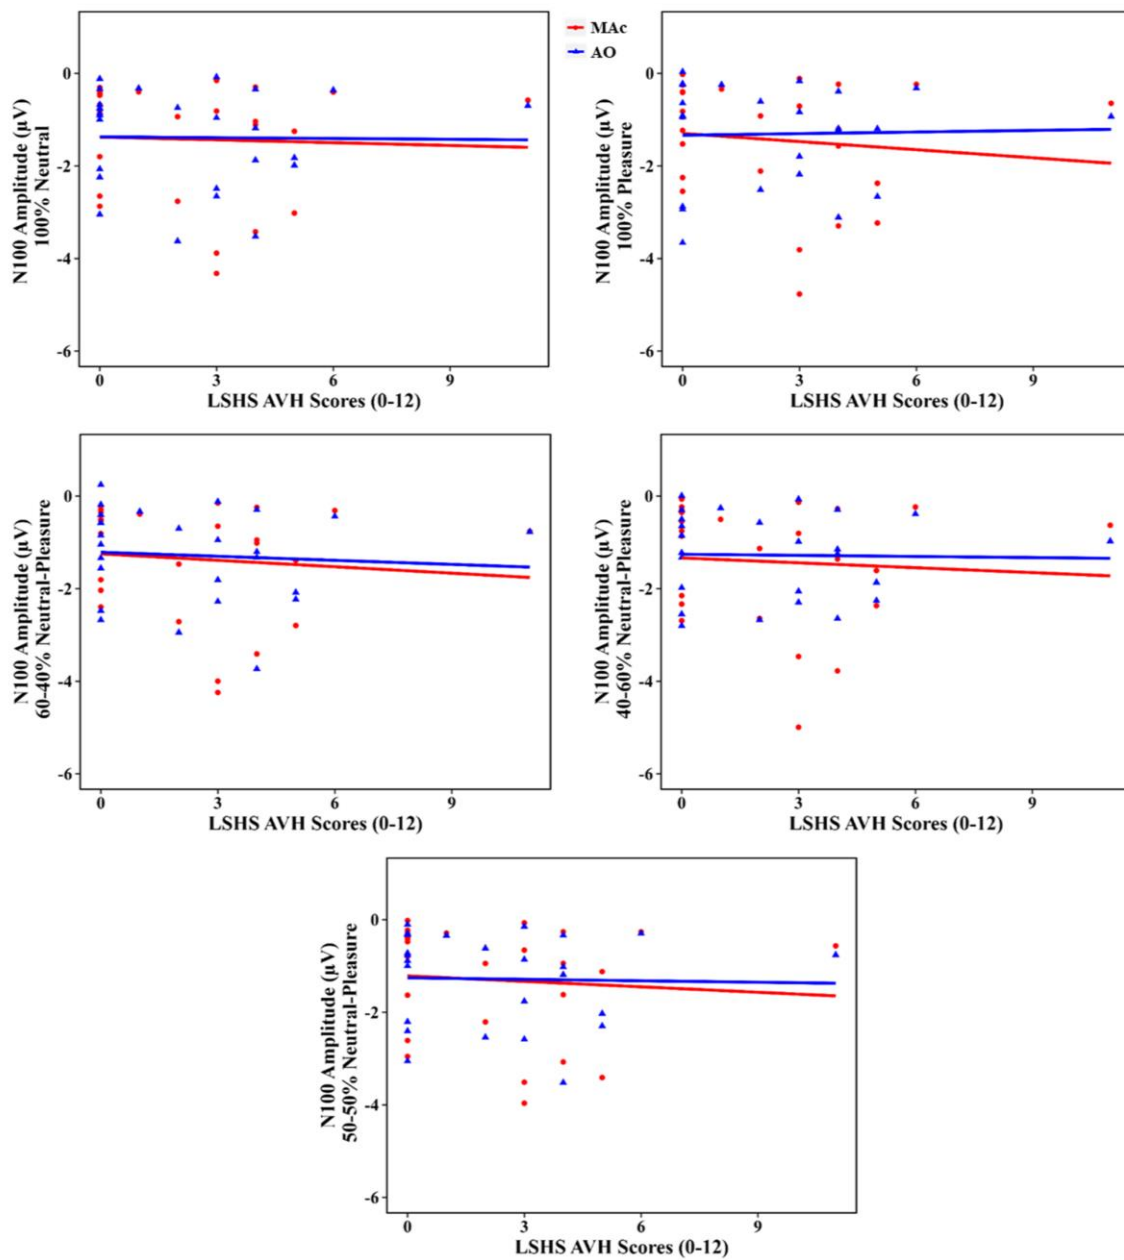 MAc
AO
0
-2
-4
-6
N100 Amplitude (µV)
100% Neutral
0 3 6 9
LSHS AVH Scores (0-12)
0
-2
-4
-6
N100 Amplitude (µV)
100% Pleasure
0 3 6 9
LSHS AVH Scores (0-12)
0
-2
-4
-6
N100 Amplitude (µV)
60-40% Neutral-Pleasure
0 3 6 9
LSHS AVH Scores (0-12)
0
-2
-4
-6
N100 Amplitude (µV)
40-60% Neutral-Pleasure
0 3 6 9
LSHS AVH Scores (0-12)
0
-2
-4
-6
N100 Amplitude (µV)
50-50% Neutral-Pleasure
0 3 6 9
LSHS AVH Scores (0-12)